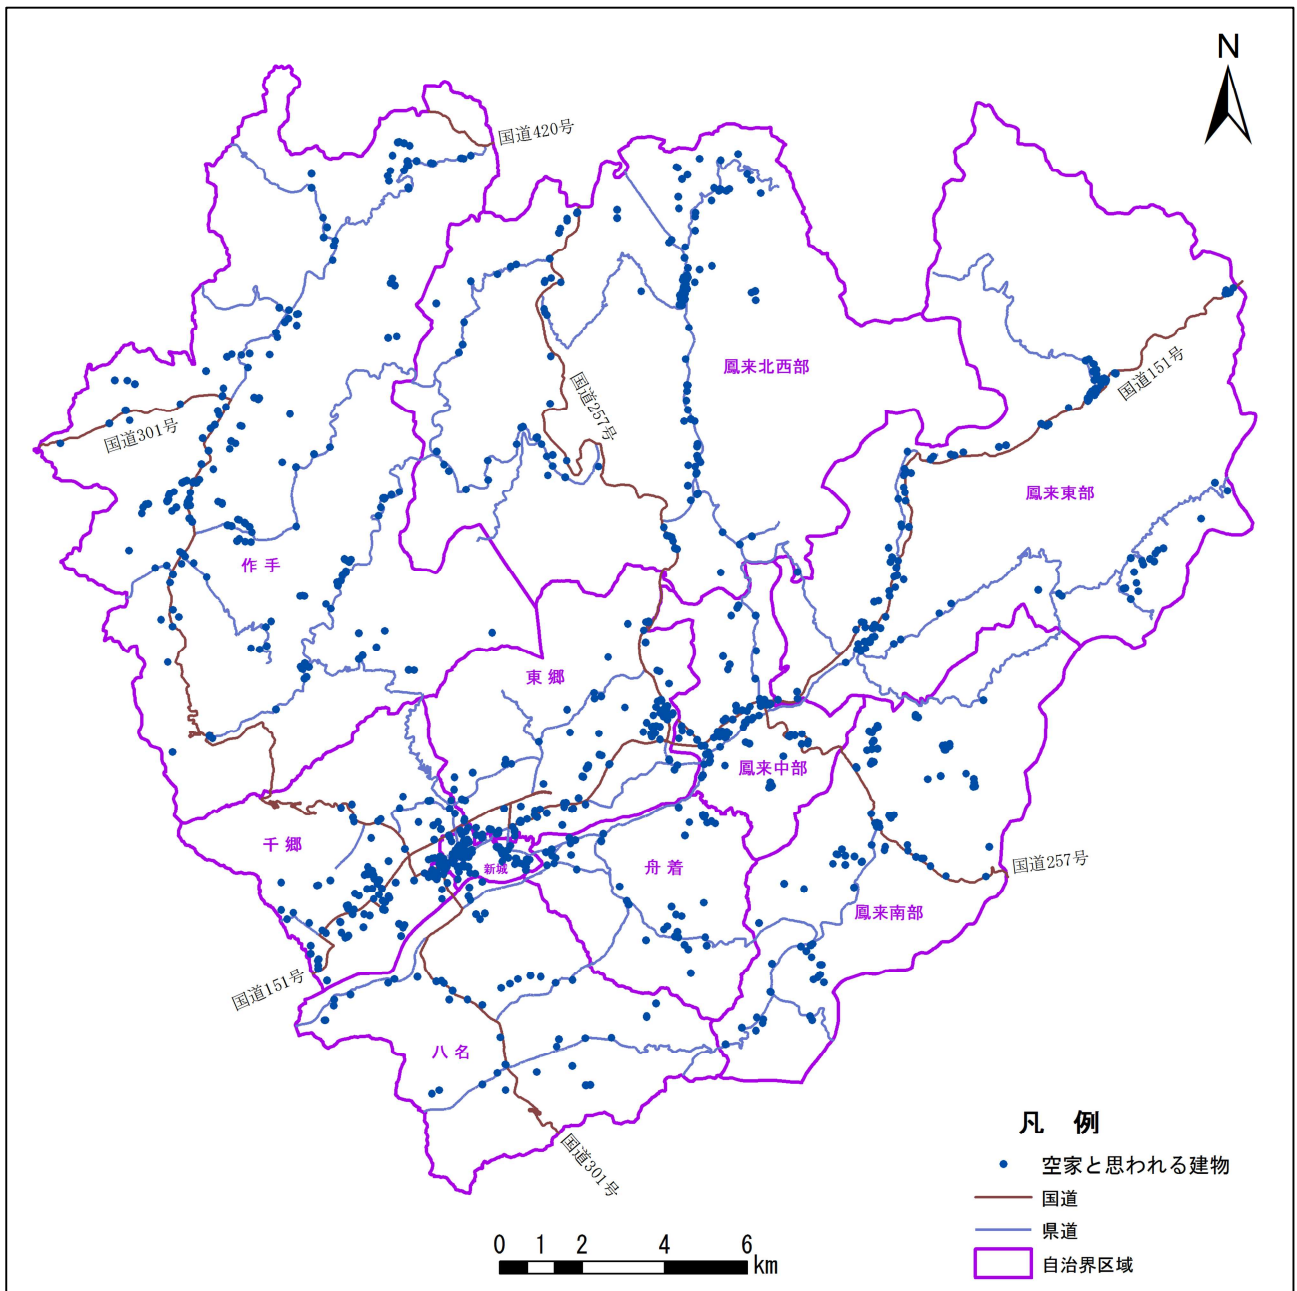 N
国道420号
鳳来北西部
国道151号
国道257号
国道301号
鳳来東部
作手
東郷
鳳来中部
千郷
新城
舟着
国道257号
鳳来南部
国道151号
八名
国道301号
凡 例
空家と思われる建物
国道
県道
自治界区域
0 1 2 4 6
km